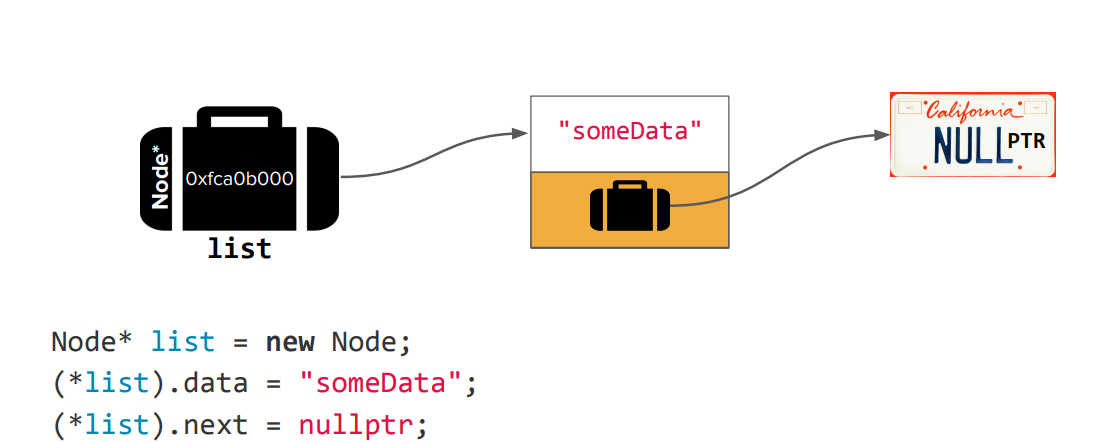 Node*
0xfca0b000
list
"someData"
California
NULL
PTR
Node* list = new Node;
(*list).data = "someData";
(*list).next = nullptr;